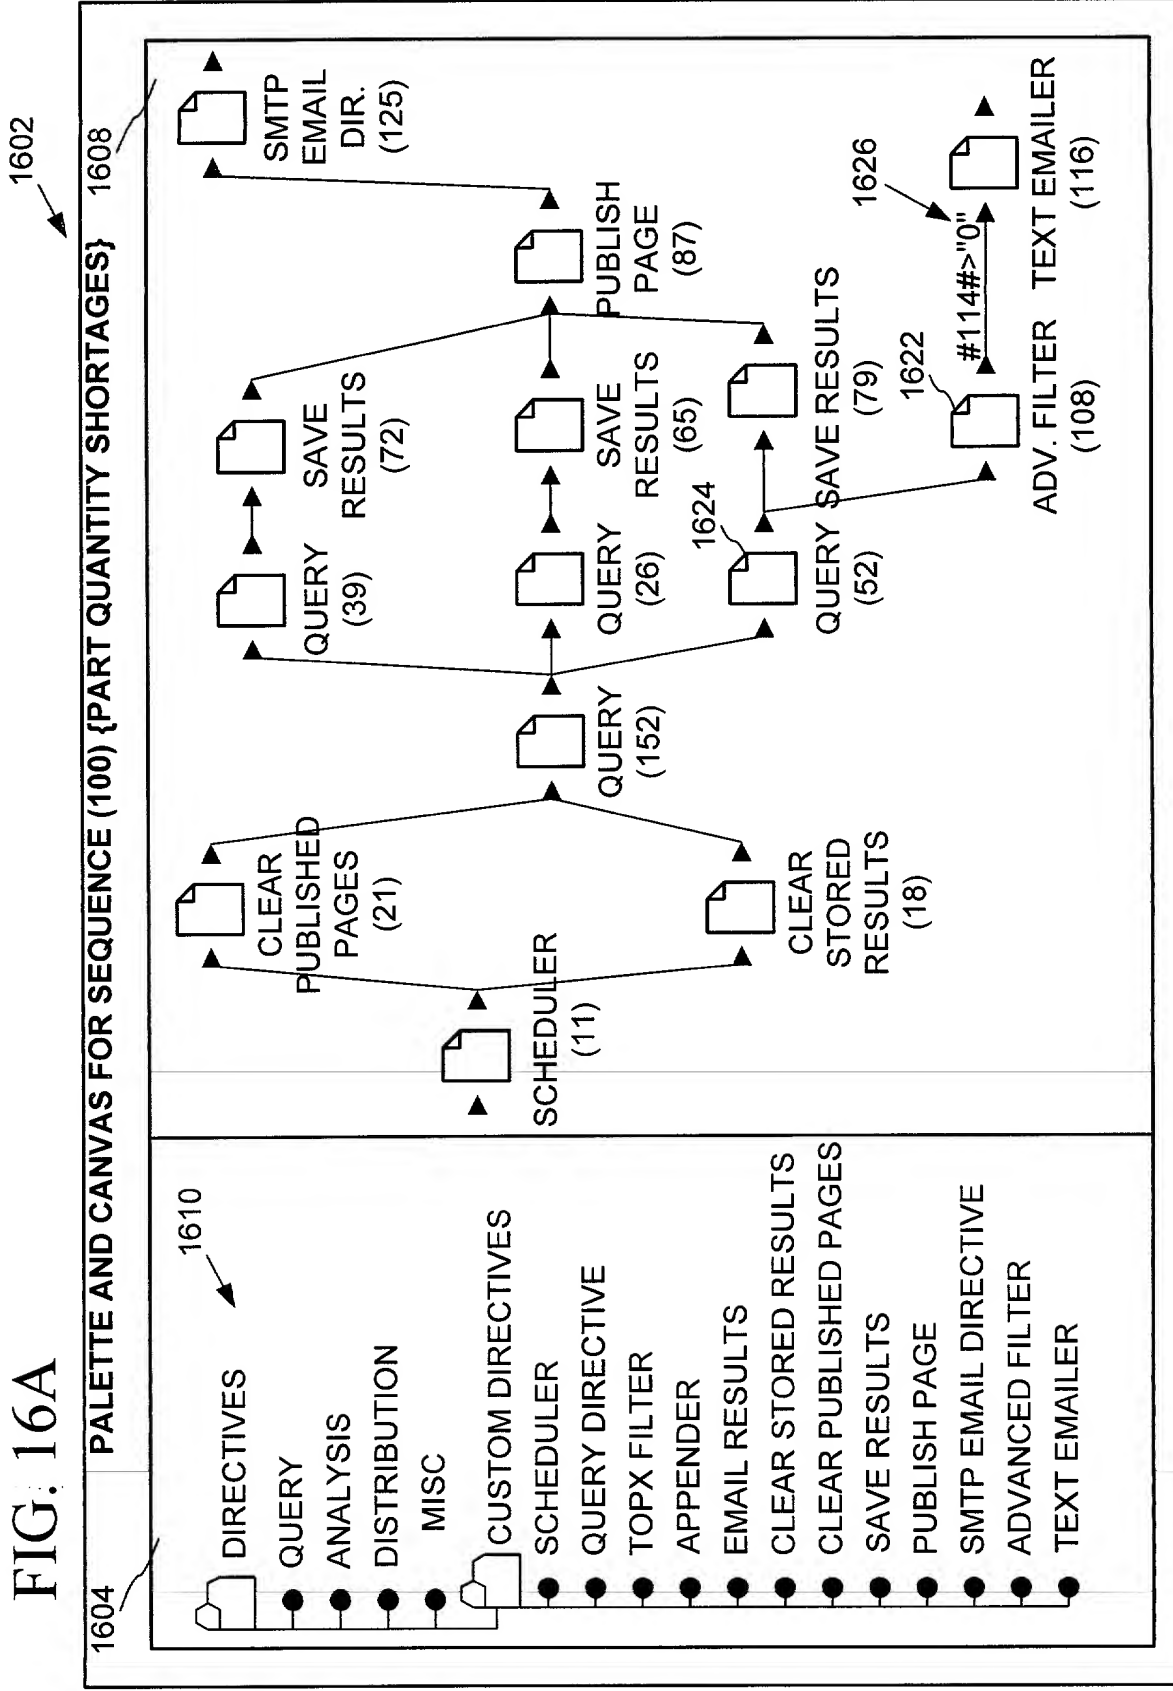 FIG. 16A
1602
PALETTE AND CANVAS FOR SEQUENCE (100) {PART QUANTITY SHORTAGES}
1604
1608
1610
DIRECTIVES
QUERY
ANALYSIS
DISTRIBUTION
MISC
CUSTOM DIRECTIVES
SCHEDULER
QUERY DIRECTIVE
TOPX FILTER
APPENDER
EMAIL RESULTS
CLEAR STORED RESULTS
CLEAR PUBLISHED PAGES
SAVE RESULTS
PUBLISH PAGE
SMTP EMAIL DIRECTIVE
ADVANCED FILTER
TEXT EMAILER
SCHEDULER
(11)
CLEAR
PUBLISHED
PAGES
(21)
CLEAR
STORED
RESULTS
(18)
QUERY
(152)
QUERY
(39)
SAVE
RESULTS
(72)
QUERY
(26)
SAVE
RESULTS
(65)
1624
QUERY
(52)
SAVE RESULTS
(79)
PUBLISH
PAGE
(87)
SMTP
EMAIL
DIR.
(125)
1622
ADV. FILTER
(108)
#114#>"0"
1626
TEXT EMAILER
(116)